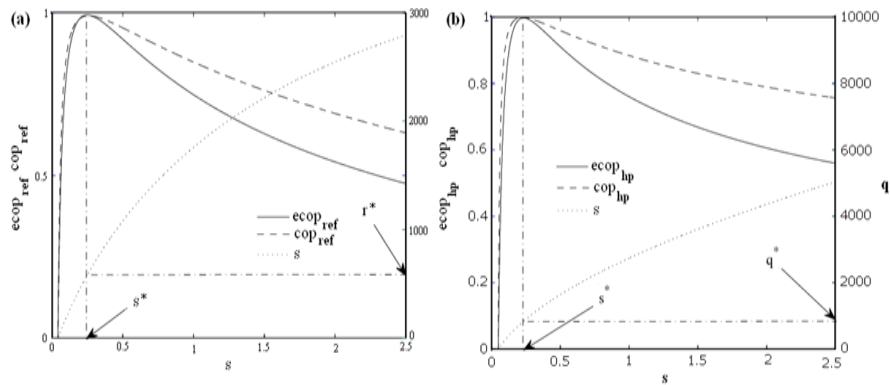 (a)
ecop_ref cop_ref
1
0.5
0
0
0.5
1
1.5
2
2.5
s
3000
2000
1000
0
ecop_ref
cop_ref
s
s*
r*
(b)
ecop_hp cop_hp
1
0.8
0.6
0.4
0.2
0
0
0.5
1
1.5
2
2.5
s
10000
8000
6000
4000
2000
0
q
ecop_hp
cop_hp
s
s*
q*